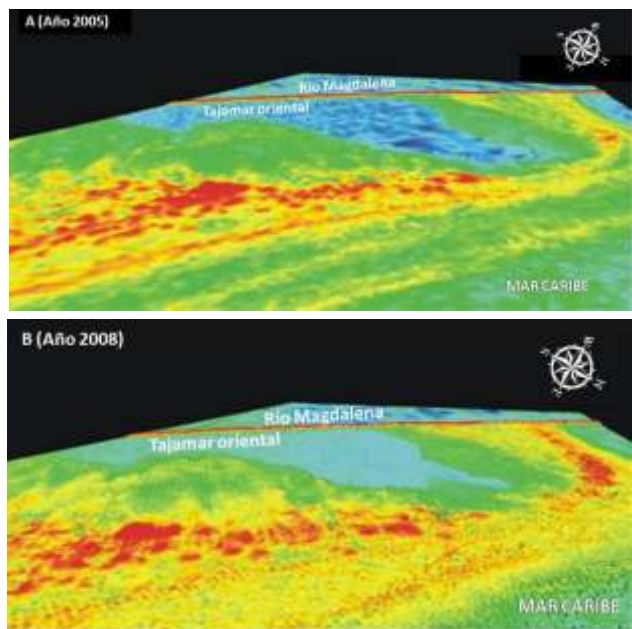 A (Año 2005)
Río Magdalena
Tajamar oriental
MAR CARIBE
B (Año 2008)
Río Magdalena
Tajamar oriental
MAR CARIBE